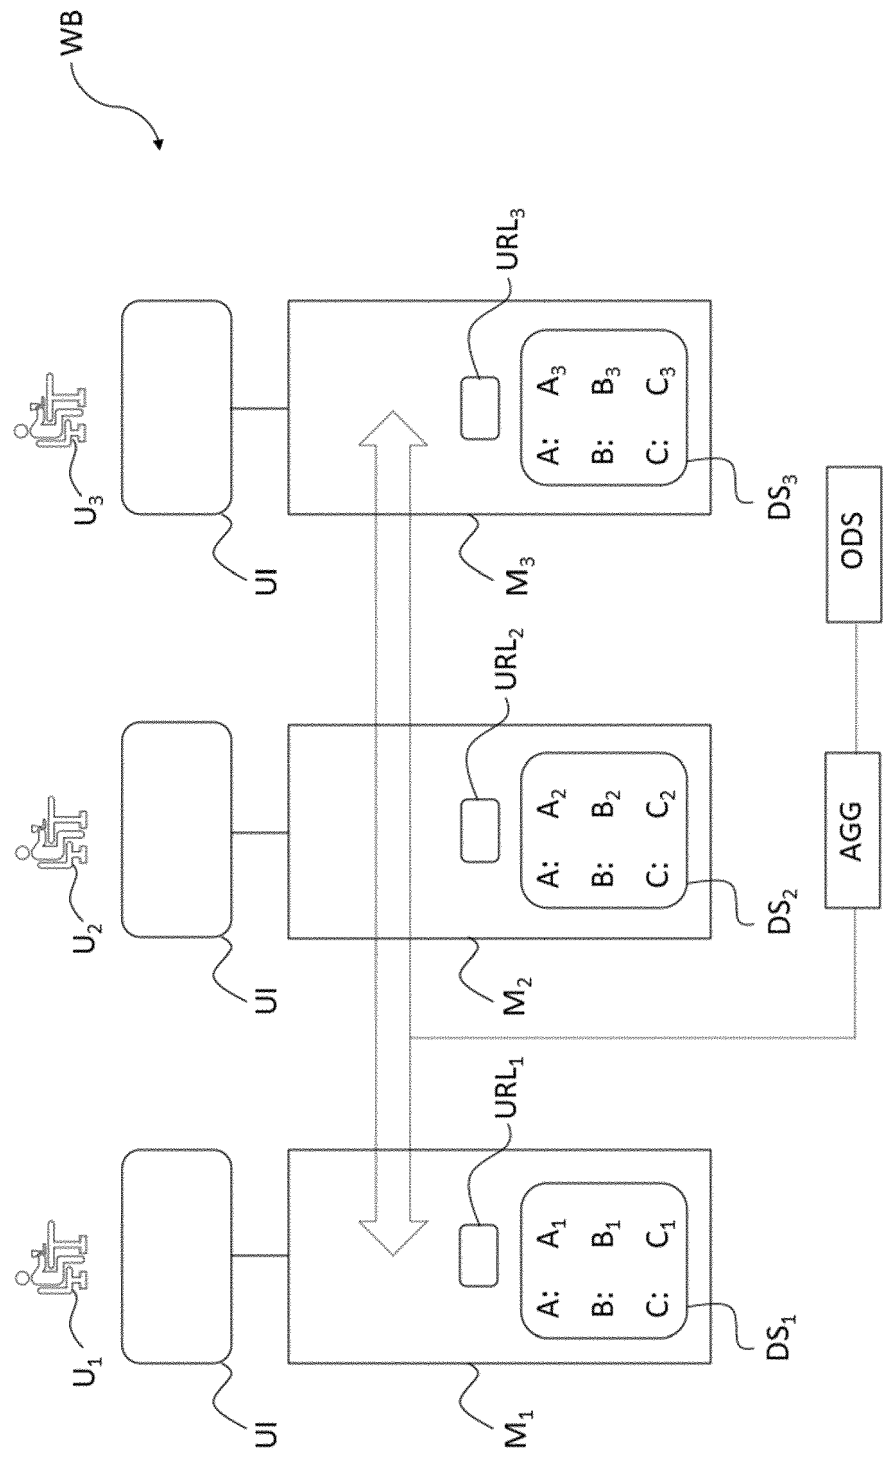 WB
U₁
U₂
U₃
UI
UI
UI
M₁
URL₁
M₂
URL₂
M₃
URL₃
A: A₁
B: B₁
C: C₁
A: A₂
B: B₂
C: C₂
A: A₃
B: B₃
C: C₃
DS₁
DS₂
DS₃
AGG
ODS